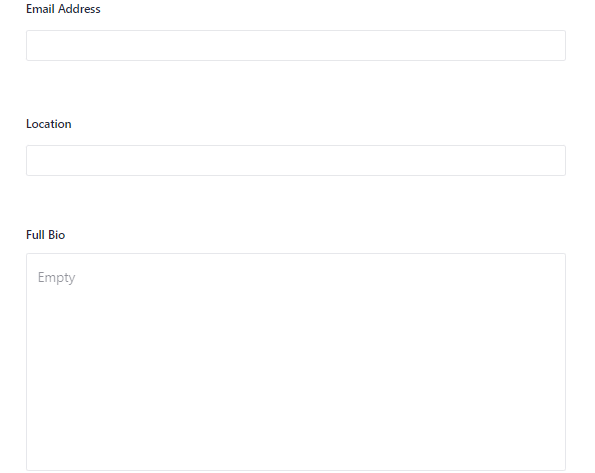 Email Address
Location
Full Bio
Empty